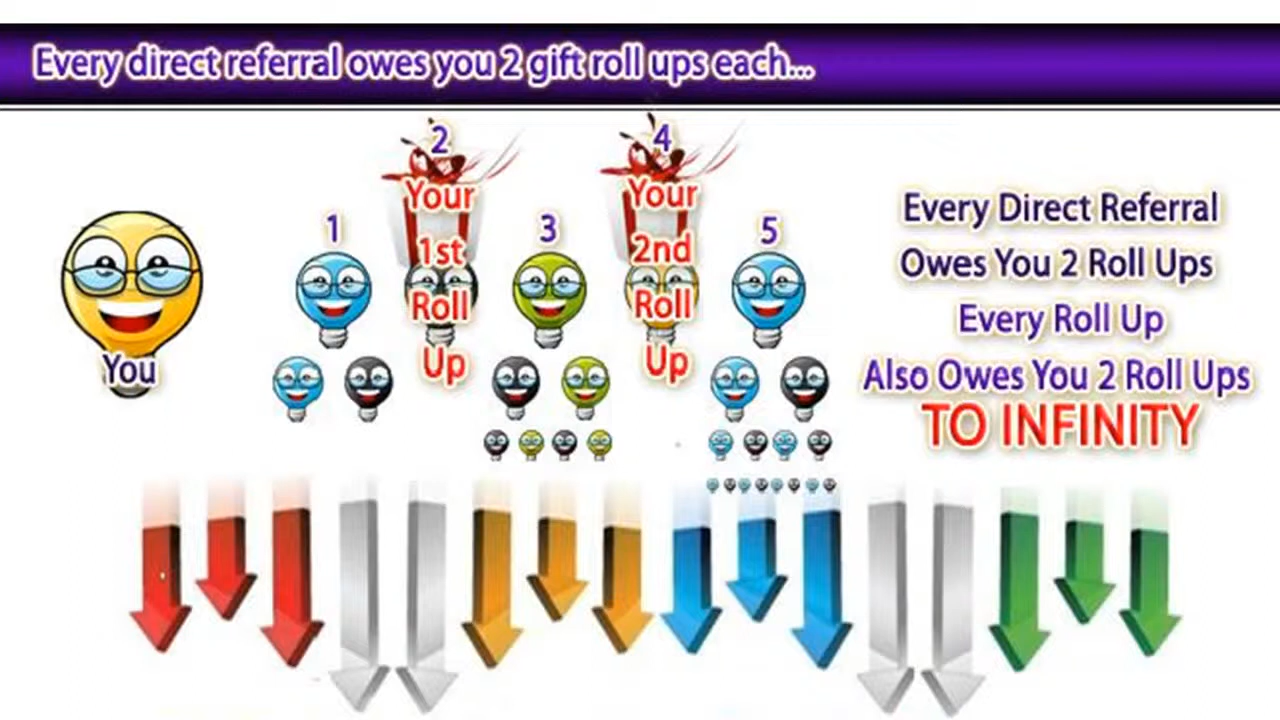 Every direct referral owes you 2 gift roll ups each...
You
1
2
Your
1st
Roll
Up
3
4
Your
2nd
Roll
Up
5
Every Direct Referral
Owes You 2 Roll Ups
Every Roll Up
Also Owes You 2 Roll Ups
TO INFINITY